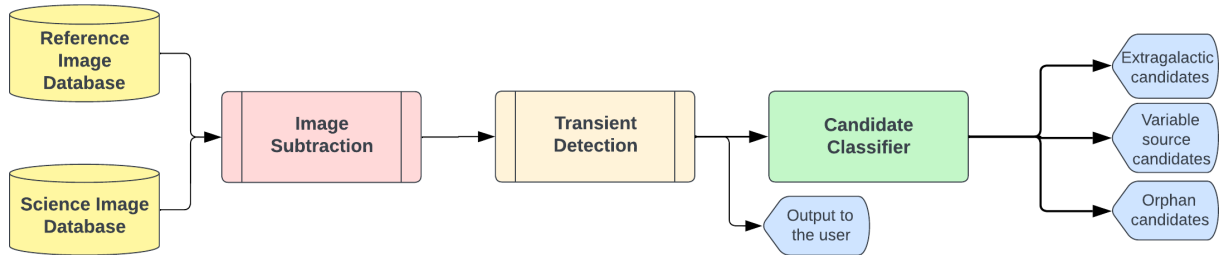 Reference
Image
Database
Science Image
Database
Image
Subtraction
Transient
Detection
Output to
the user
Candidate
Classifier
Extragalactic
candidates
Variable
source
candidates
Orphan
candidates